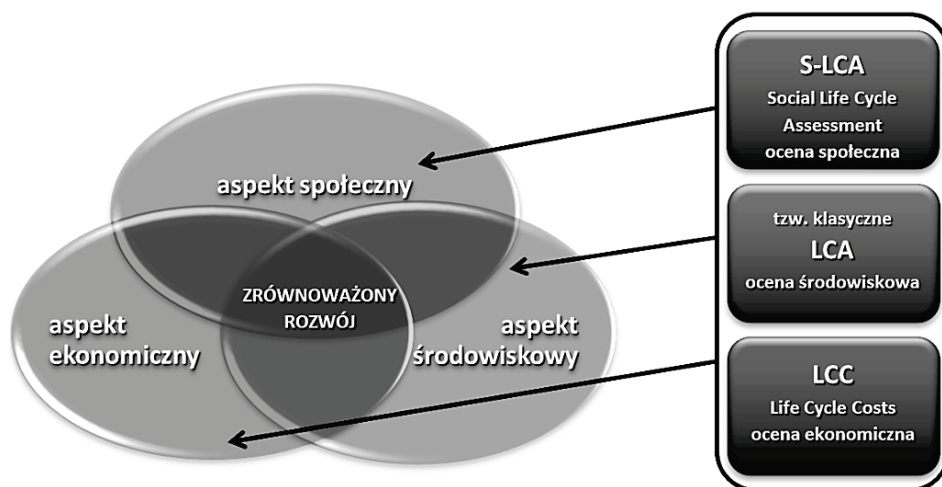 aspekt społeczny
ZRÓWNOWAŻONY
ROZWÓJ
aspekt
ekonomiczny
aspekt
środowiskowy
S-LCA
Social Life Cycle
Assessment
ocena społeczna
tzw. klasyczne
LCA
ocena środowiskowa
LCC
Life Cycle Costs
ocena ekonomiczna